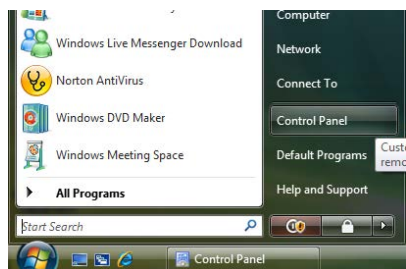 Windows Live Messenger Download
Norton AntiVirus
Windows DVD Maker
Windows Meeting Space
All Programs
Start Search
Computer
Network
Connect To
Control Panel
Default Programs
Help and Support
Control Panel